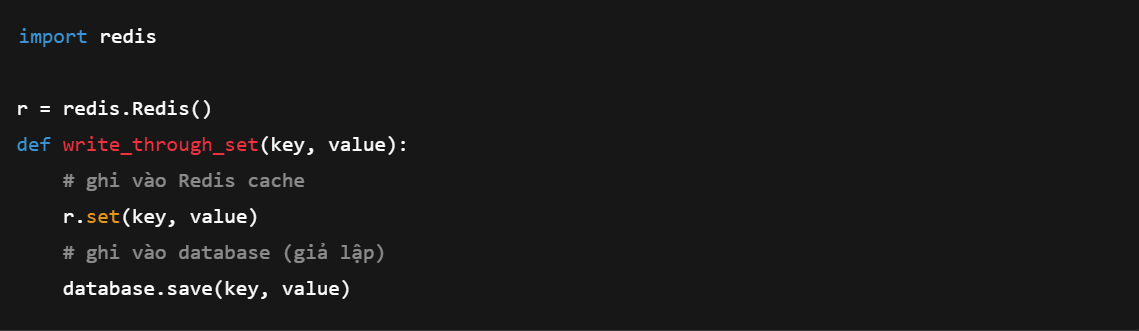 import redis

r = redis.Redis()
def write_through_set(key, value):
    # ghi vào Redis cache
    r.set(key, value)
    # ghi vào database (giả lập)
    database.save(key, value)